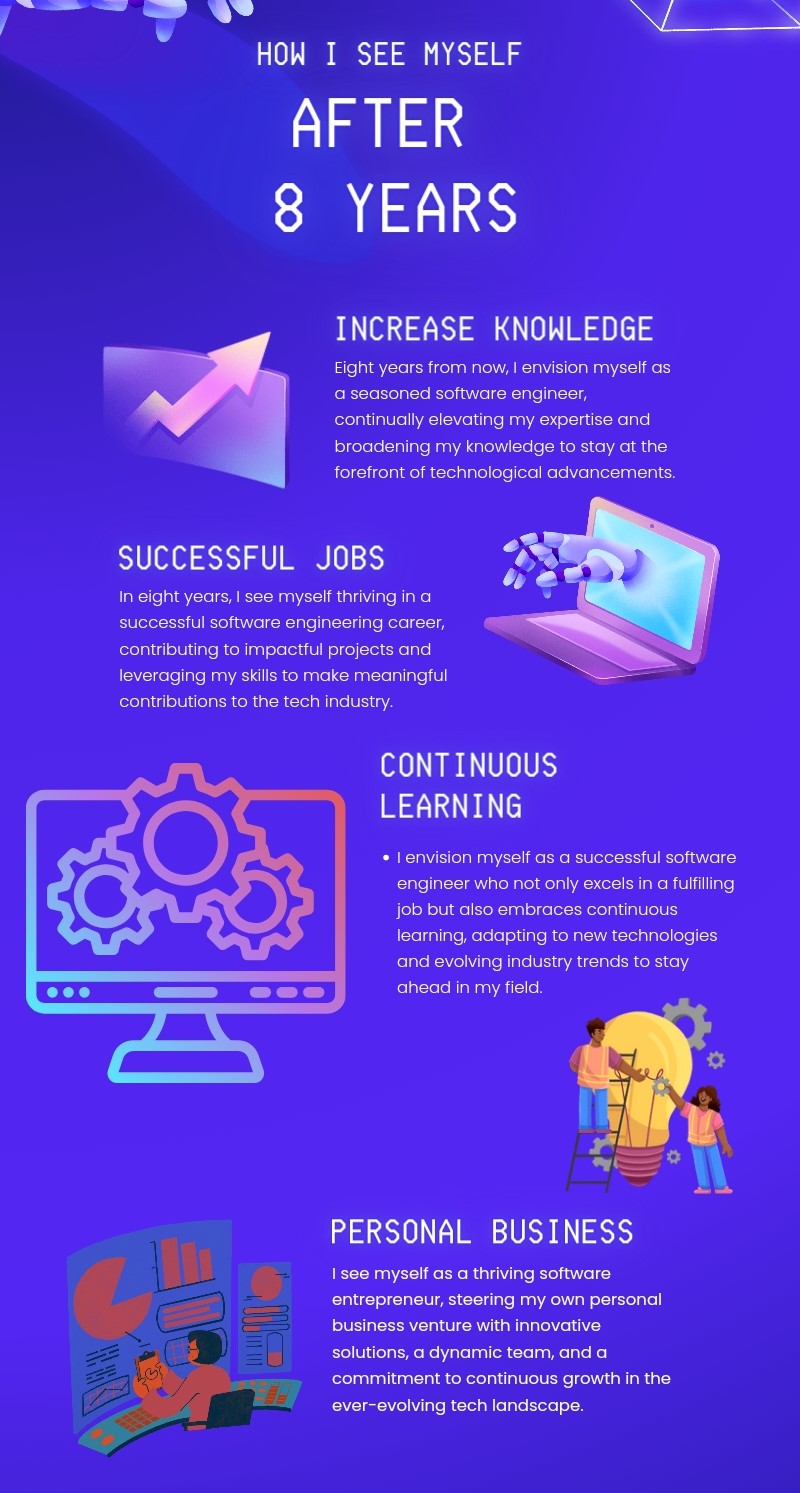 HOW I SEE MYSELF
AFTER
8 YEARS
INCREASE KNOWLEDGE
Eight years from now, I envision myself as
a seasoned software engineer,
continually elevating my expertise and
broadening my knowledge to stay at the
forefront of technological advancements.
SUCCESSFUL JOBS
In eight years, I see myself thriving in a
successful software engineering career,
contributing to impactful projects and
leveraging my skills to make meaningful
contributions to the tech industry.
CONTINUOUS
LEARNING
• I envision myself as a successful software
engineer who not only excels in a fulfilling
job but also embraces continuous
learning, adapting to new technologies
and evolving industry trends to stay
ahead in my field.
PERSONAL BUSINESS
I see myself as a thriving software
entrepreneur, steering my own personal
business venture with innovative
solutions, a dynamic team, and a
commitment to continuous growth in the
ever-evolving tech landscape.